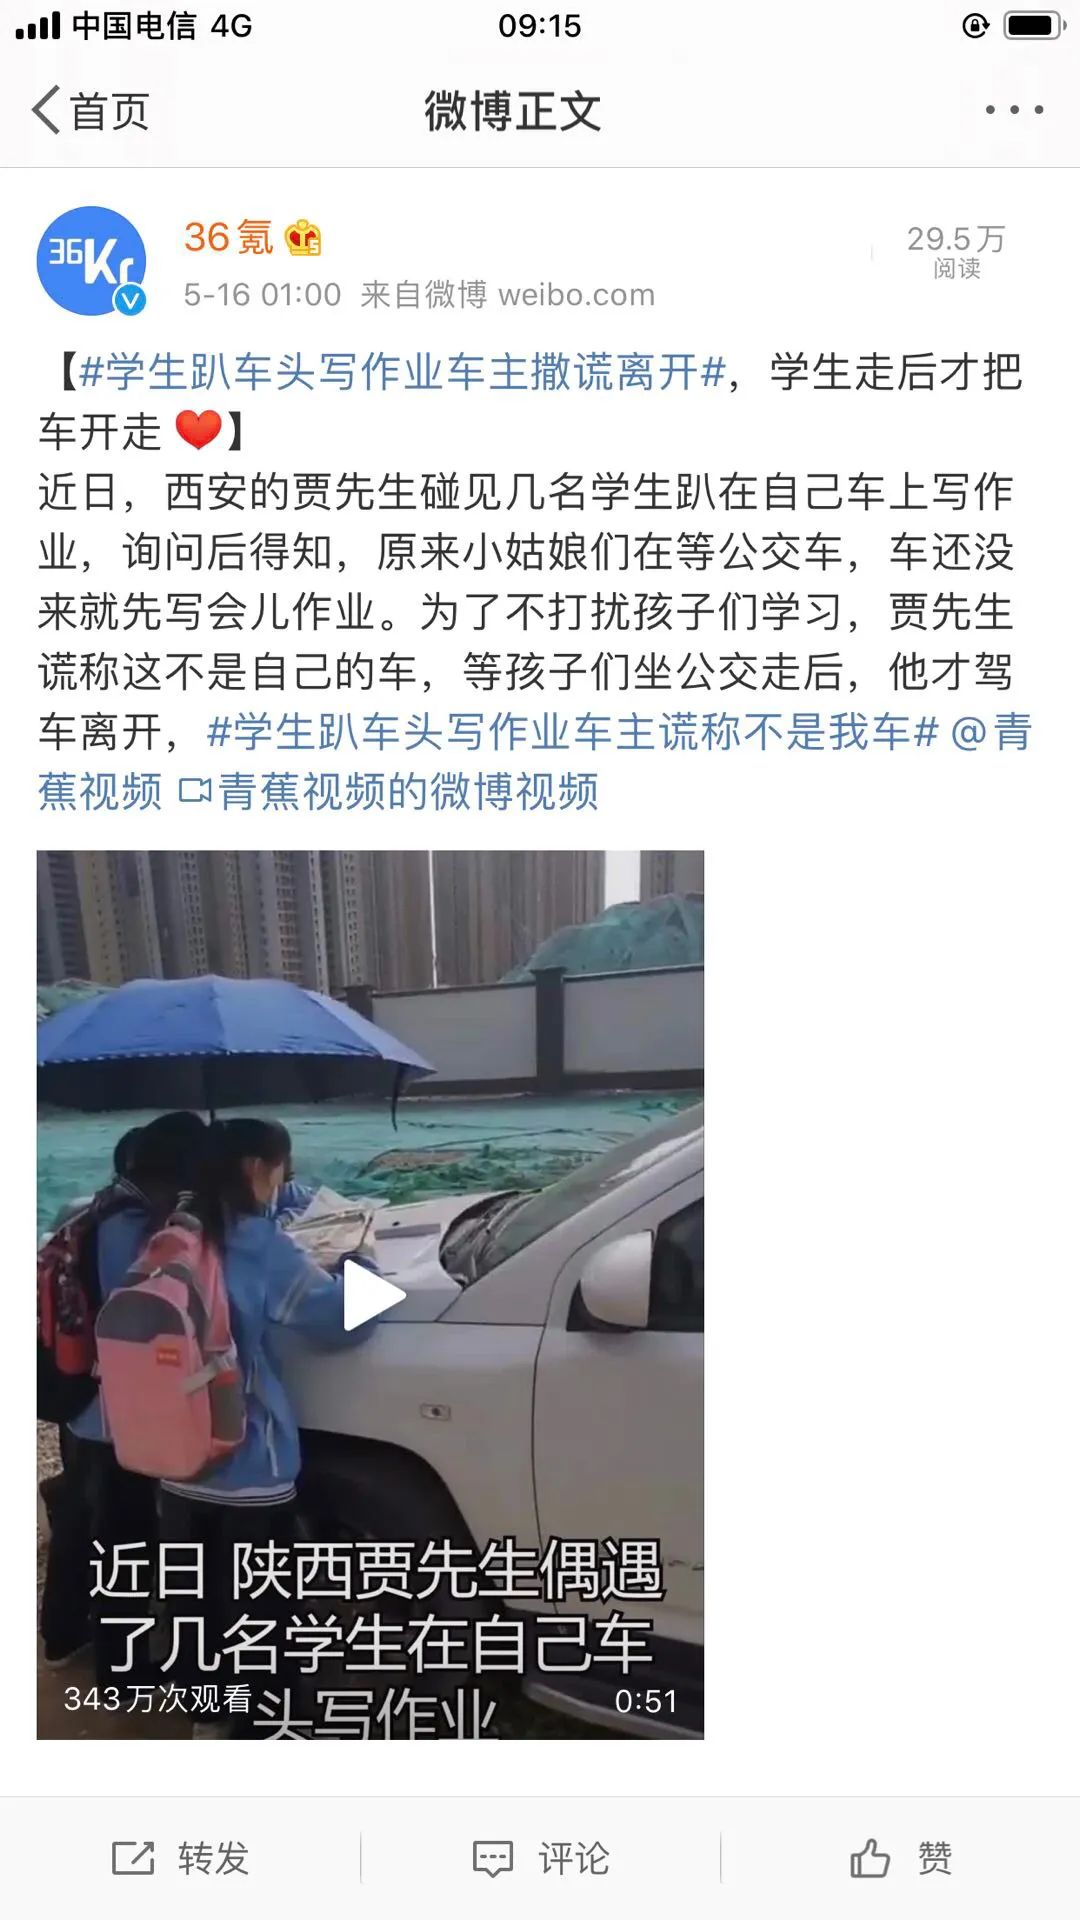 中国电信 4G 09:15
首页 微博正文
36Kr
36氪
29.5万
阅读
5-16 01:00 来自微博 weibo.com
【#学生趴车头写作业车主撒谎离开#，学生走后才把
车开走❤️】
近日，西安的贾先生碰见几名学生趴在自己车上写作
业，询问后得知，原来小姑娘们在等公交车，车还没
来就先写会儿作业。为了不打扰孩子们学习，贾先生
谎称这不是自己的车，等孩子们坐公交走后，他才驾
车离开，#学生趴车头写作业车主谎称不是我车# @青
蕉视频 青蕉视频的微博视频
近日 陕西贾先生偶遇
了几名学生在自己车
头写作业
343万次观看 0:51
转发 评论 赞